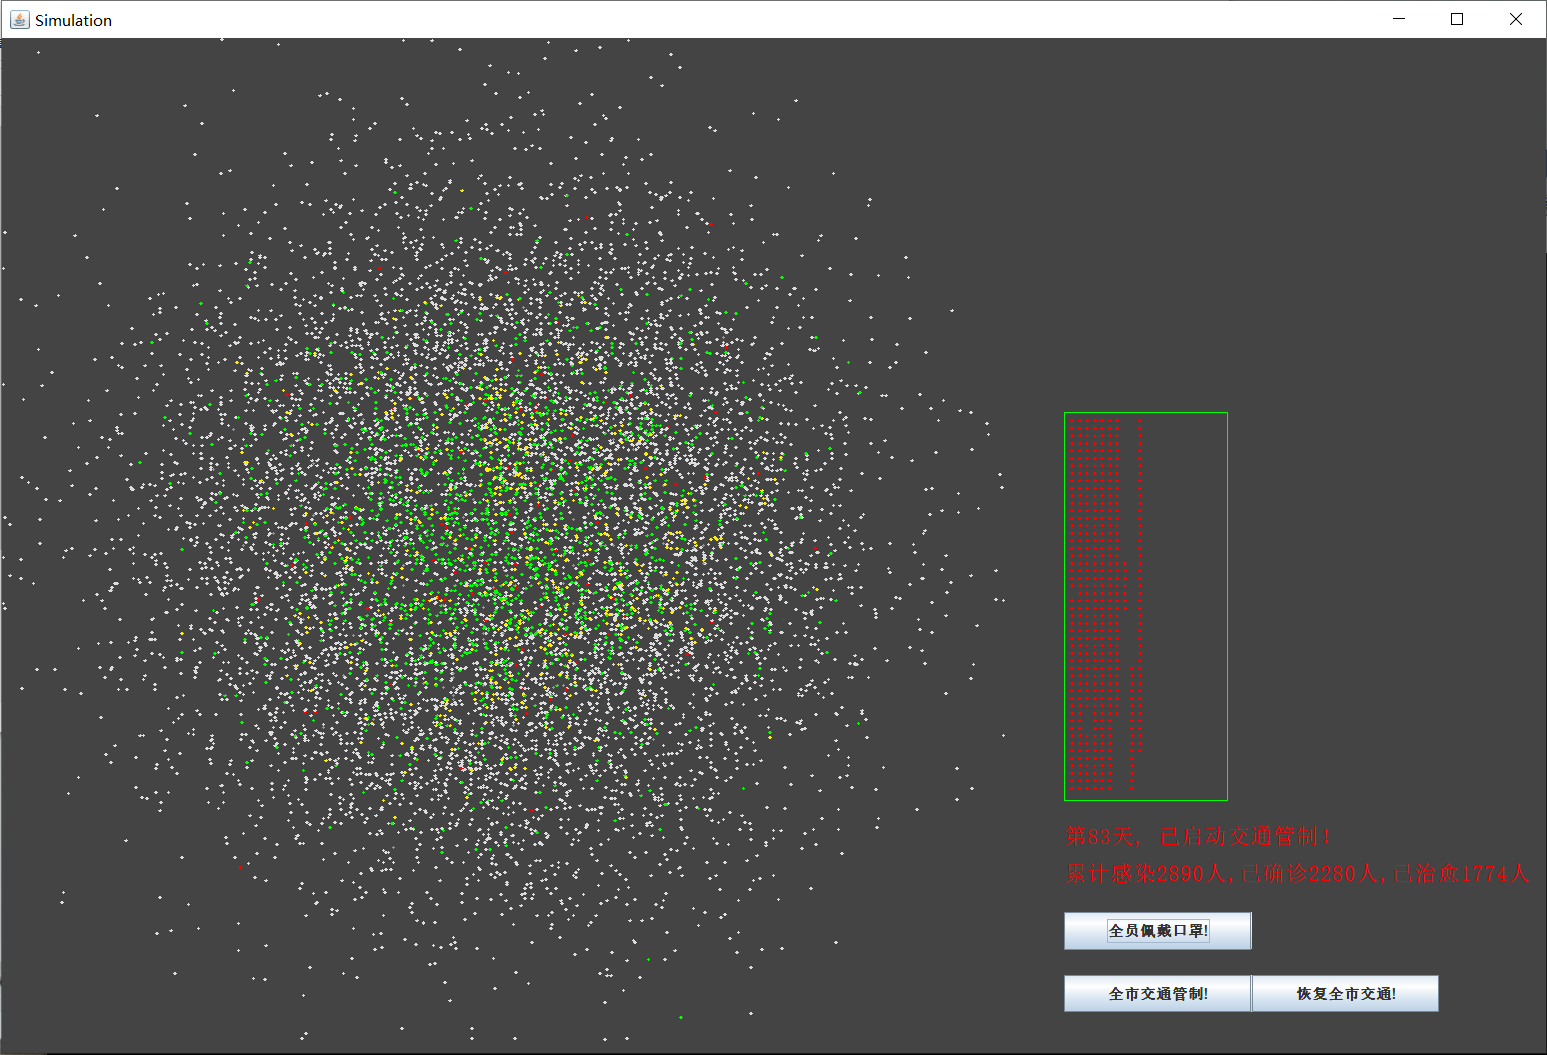 Simulation
第83天, 已启动交通管制!
累计感染2890人,已确诊2280人,已治愈1774人
全员佩戴口罩!
全市交通管制!
恢复全市交通!